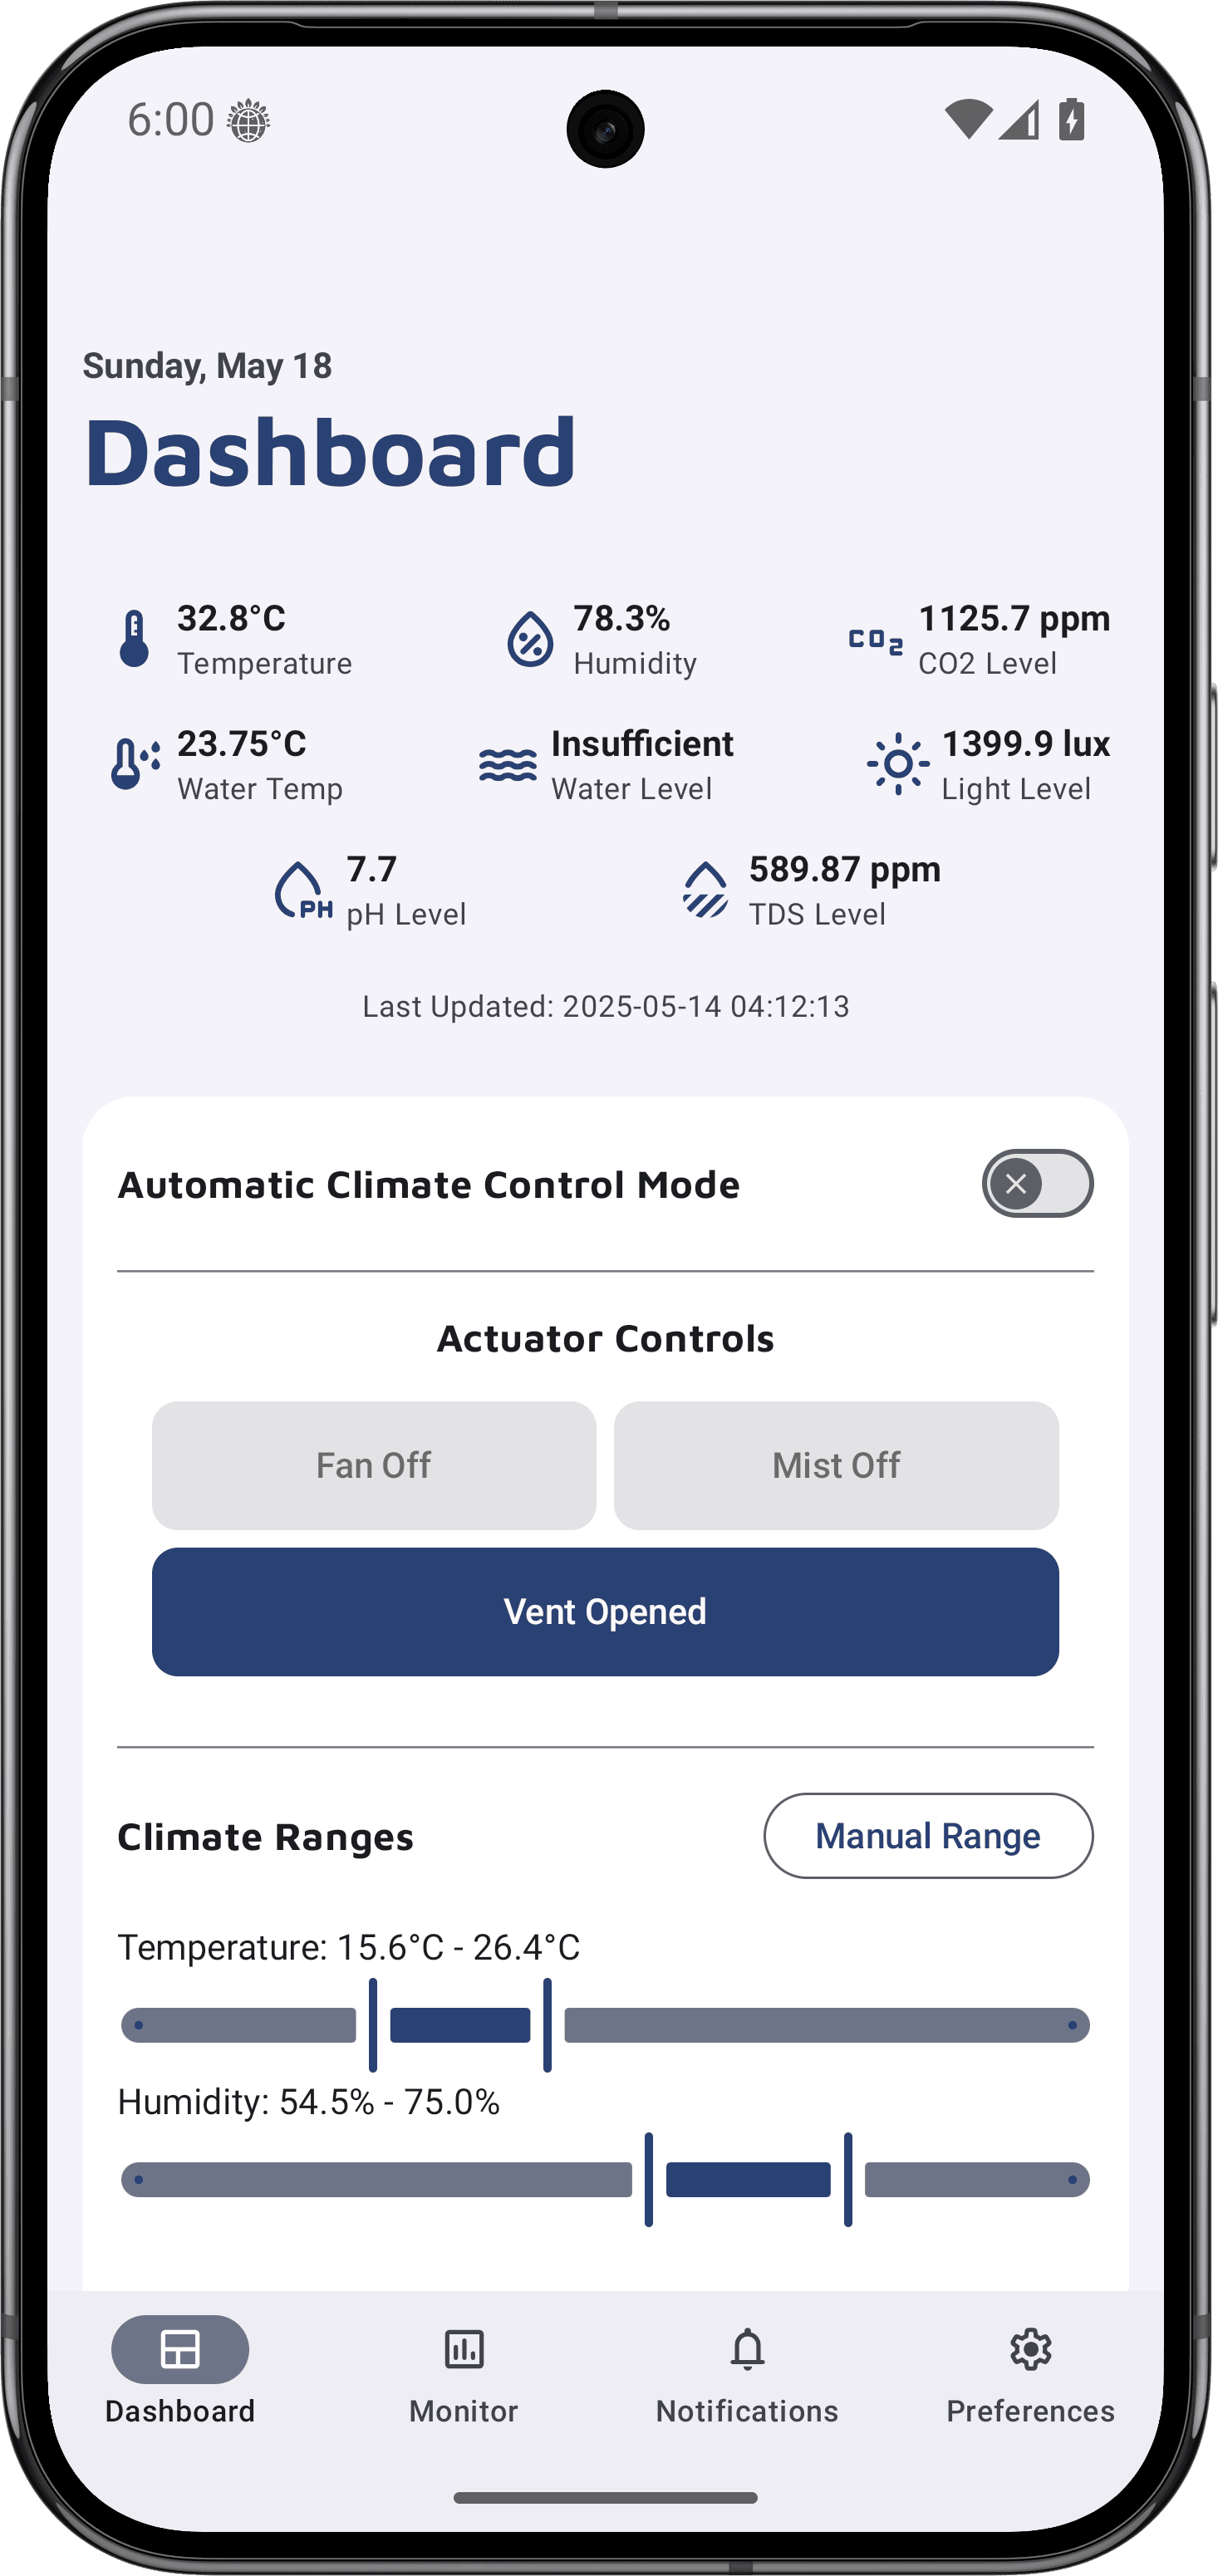 6:00
Sunday, May 18
Dashboard
32.8°C
Temperature
78.3%
Humidity
CO2
1125.7 ppm
CO2 Level
23.75°C
Water Temp
Insufficient
Water Level
1399.9 lux
Light Level
PH
7.7
pH Level
589.87 ppm
TDS Level
Last Updated: 2025-05-14 04:12:13
Automatic Climate Control Mode
Actuator Controls
Fan Off
Mist Off
Vent Opened
Climate Ranges
Manual Range
Temperature: 15.6°C - 26.4°C
Humidity: 54.5% - 75.0%
Dashboard
Monitor
Notifications
Preferences